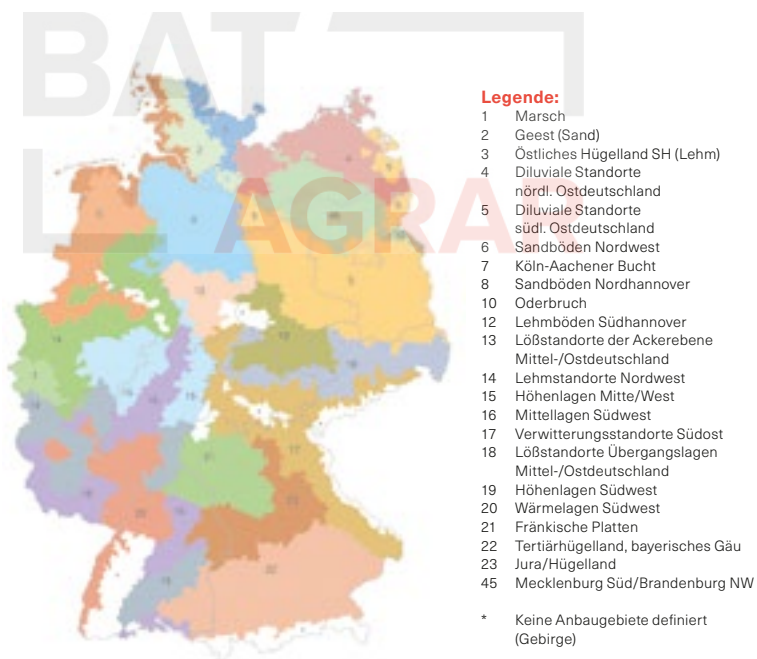 BAT
AGRAR
Legende:
1 Marsch
2 Geest (Sand)
3 Östliches Hügelland SH (Lehm)
4 Diluviale Standorte
nördl. Ostdeutschland
5 Diluviale Standorte
südl. Ostdeutschland
6 Sandböden Nordwest
7 Köln-Aachener Bucht
8 Sandböden Nordhannover
10 Oderbruch
12 Lehmböden Südhannover
13 Lößstandorte der Ackerebene
Mittel-/Ostdeutschland
14 Lehmstandorte Nordwest
15 Höhenlagen Mitte/West
16 Mittellagen Südwest
17 Verwitterungsstandorte Südost
18 Lößstandorte Übergangslagen
Mittel-/Ostdeutschland
19 Höhenlagen Südwest
20 Wärmelagen Südwest
21 Fränkische Platten
22 Tertiärhügelland, bayerisches Gäu
23 Jura/Hügelland
45 Mecklenburg Süd/Brandenburg NW
* Keine Anbaugebiete definiert
(Gebirge)